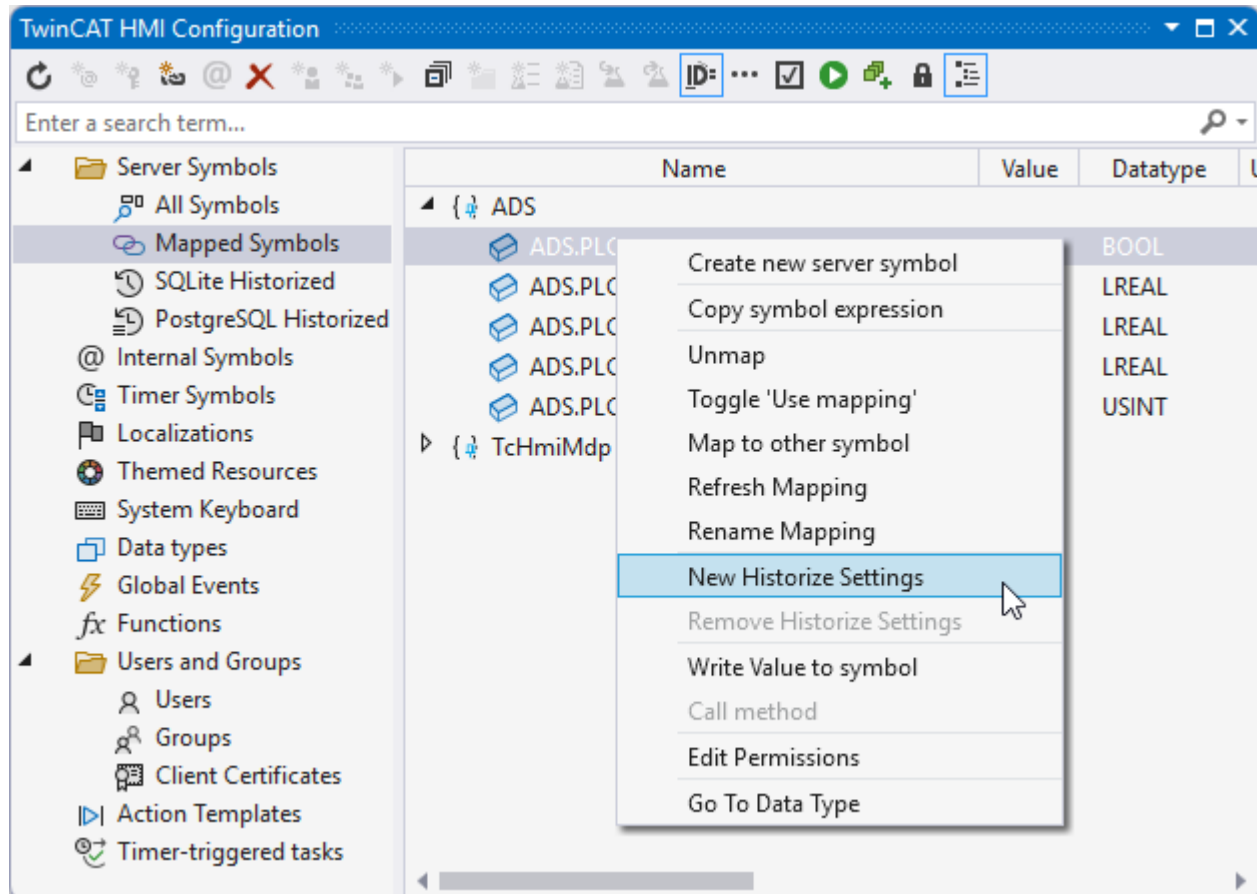 TwinCAT HMI Configuration
ID:
Enter a search term...
Server Symbols
All Symbols
Mapped Symbols
SQLite Historized
PostgreSQL Historized
@ Internal Symbols
Timer Symbols
Localizations
Themed Resources
System Keyboard
Data types
Global Events
fx Functions
Users and Groups
Users
Groups
Client Certificates
Action Templates
Timer-triggered tasks
Name Value Datatype
ADS
ADS.PLC BOOL
ADS.PLC LREAL
ADS.PLC LREAL
ADS.PLC LREAL
ADS.PLC USINT
TcHmiMdp
Create new server symbol
Copy symbol expression
Unmap
Toggle 'Use mapping'
Map to other symbol
Refresh Mapping
Rename Mapping
New Historize Settings
Remove Historize Settings
Write Value to symbol
Call method
Edit Permissions
Go To Data Type